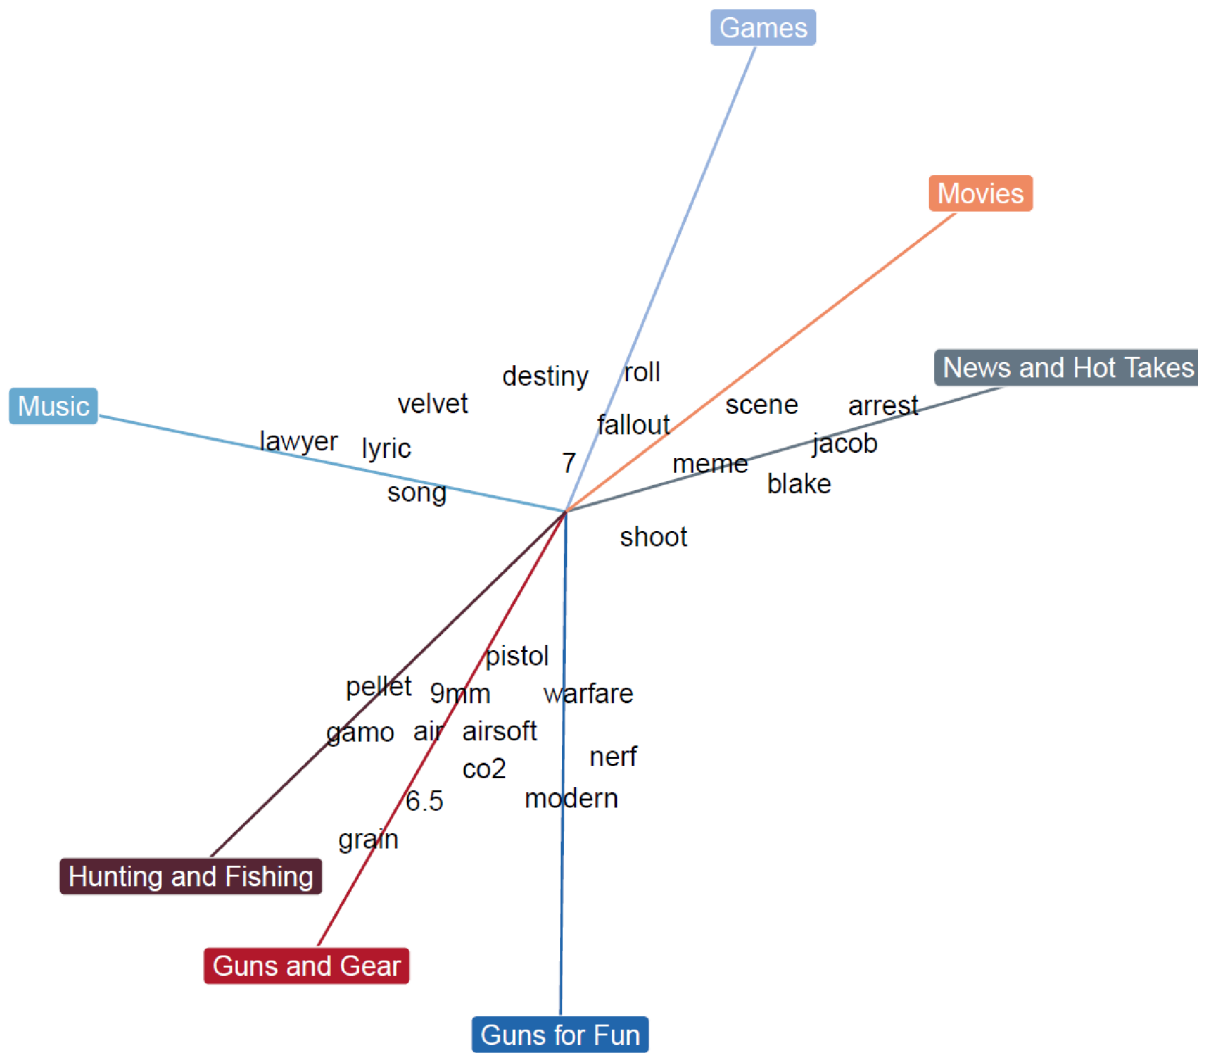 Games
Movies
News and Hot Takes
destiny
roll
Music
velvet
scene
arrest
fallout
lawyer
lyric
7
meme
jacob
song
blake
shoot
pistol
pellet
9mm
warfare
gamo
air
airsoft
nerf
co2
6.5
modern
grain
Hunting and Fishing
Guns and Gear
Guns for Fun